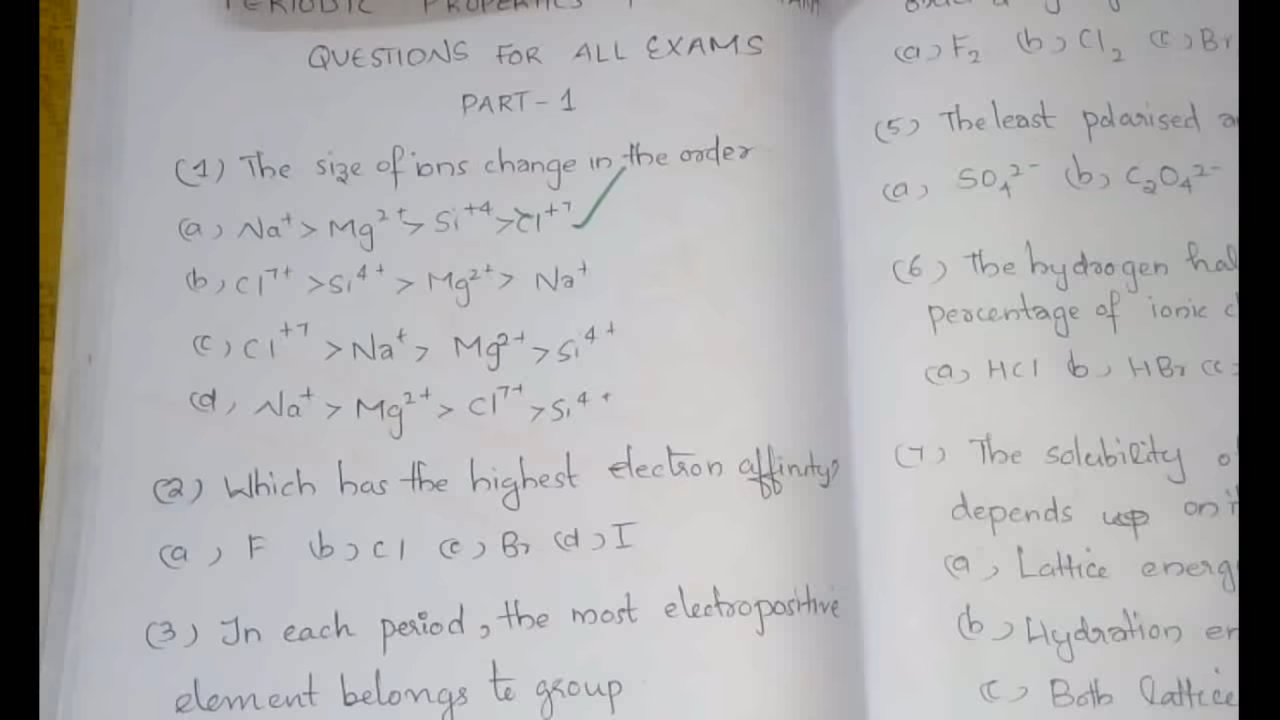 PERIODIC PROPERTIES
QUESTIONS FOR ALL EXAMS
PART-1
(1) The size of ions change in the order
(a) Na⁺ > Mg²⁺ > Si⁺⁴ > Cl⁺⁷
(b) Cl⁷⁺ > Si⁴⁺ > Mg²⁺ > Na⁺
(c) Cl⁺⁷ > Na⁺ > Mg²⁺ > Si⁴⁺
(d) Na⁺ > Mg²⁺ > Cl⁷⁺ > Si⁴⁺
(2) Which has the highest electron affinity?
(a) F (b) Cl (c) Br (d) I
(3) In each period, the most electropositive
element belongs to group
(a) F₂ (b) Cl₂ (c) Br
(5) The least polarised
(a) SO₄²⁻ (b) C₂O₄²⁻
(6) The hydrogen hal
percentage of ionic
(a) HCl (b) HBr (c)
(7) The solubility
depends up on
(a) Lattice energ
(b) Hydration en
(c) Both lattice